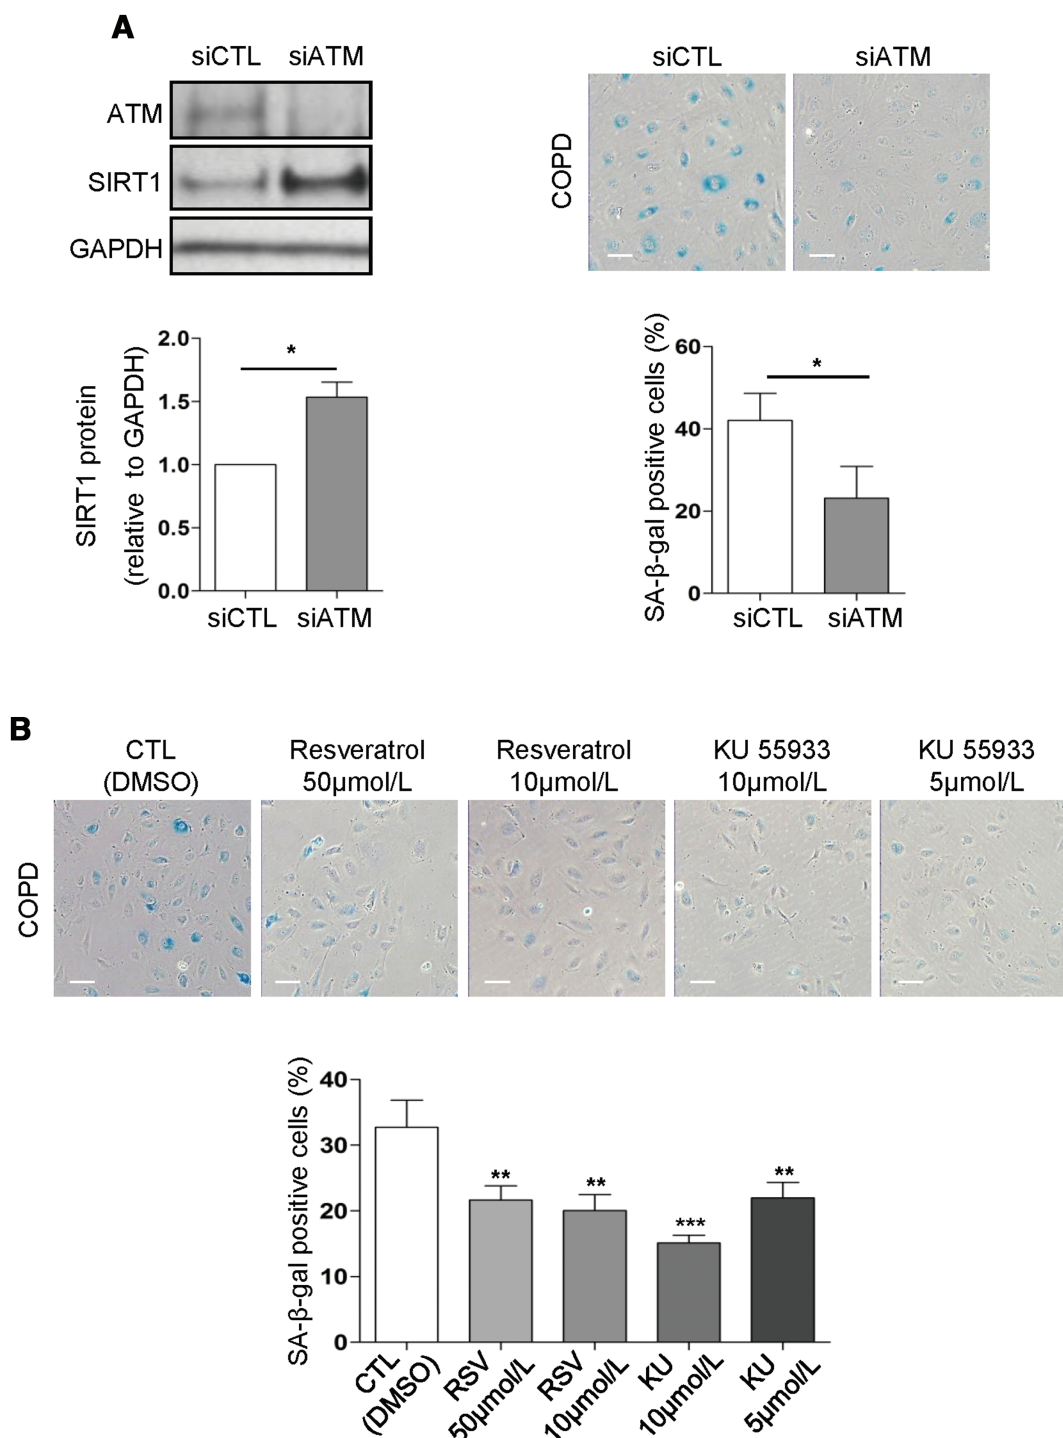 A
siCTL siATM
ATM
SIRT1
GAPDH
siCTL siATM
COPD
SIRT1 protein
(relative to GAPDH)
2.0
1.5
1.0
0.5
0.0
*
siCTL siATM
SA-β-gal positive cells (%)
60
40
20
0
*
siCTL siATM
B
CTL
(DMSO)
Resveratrol
50μmol/L
Resveratrol
10μmol/L
KU 55933
10μmol/L
KU 55933
5μmol/L
COPD
SA-β-gal positive cells (%)
40
30
20
10
0
**
**
***
**
CTL
(DMSO)
RSV
50μmol/L
RSV
10μmol/L
KU
10μmol/L
KU
5μmol/L